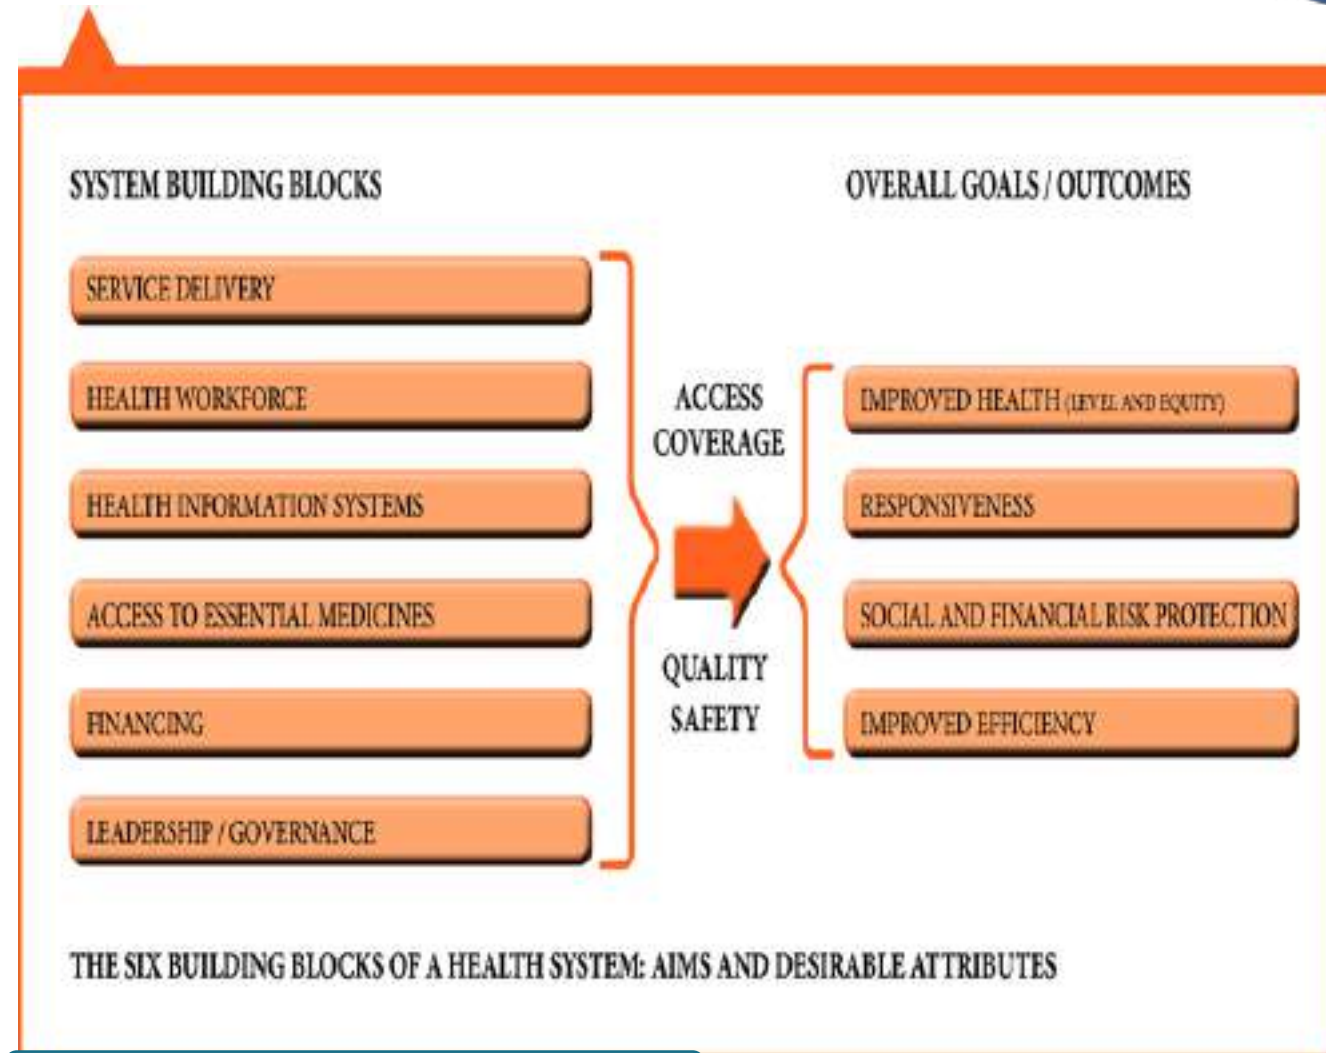 SYSTEM BUILDING BLOCKS
SERVICE DELIVERY
HEALTH WORKFORCE
HEALTH INFORMATION SYSTEMS
ACCESS TO ESSENTIAL MEDICINES
FINANCING
LEADERSHIP / GOVERNANCE
ACCESS
COVERAGE
QUALITY
SAFETY
OVERALL GOALS / OUTCOMES
IMPROVED HEALTH (LEVEL AND EQUITY)
RESPONSIVENESS
SOCIAL AND FINANCIAL RISK PROTECTION
IMPROVED EFFICIENCY
THE SIX BUILDING BLOCKS OF A HEALTH SYSTEM: AIMS AND DESIRABLE ATTRIBUTES